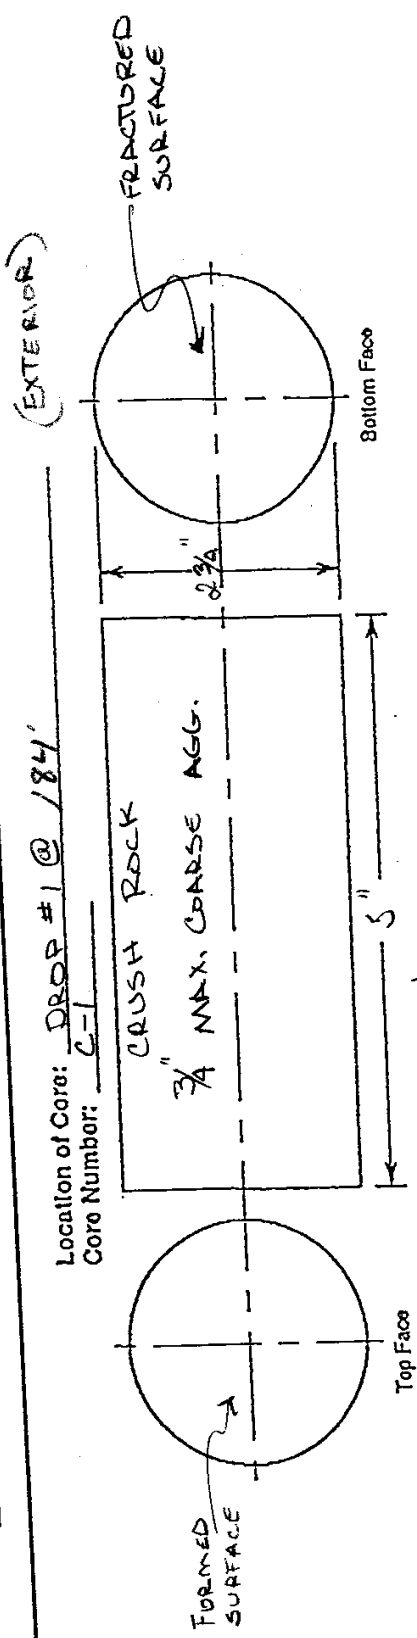 Location of Core: DROP #1 @ 184' (EXTERIOR)
Core Number: C-1
CRUSH ROCK
3/4" MAX. COARSE AGG.
FORMED
SURFACE
Top Face
5"
2 3/4"
FRACTURED
SURFACE
Bottom Face